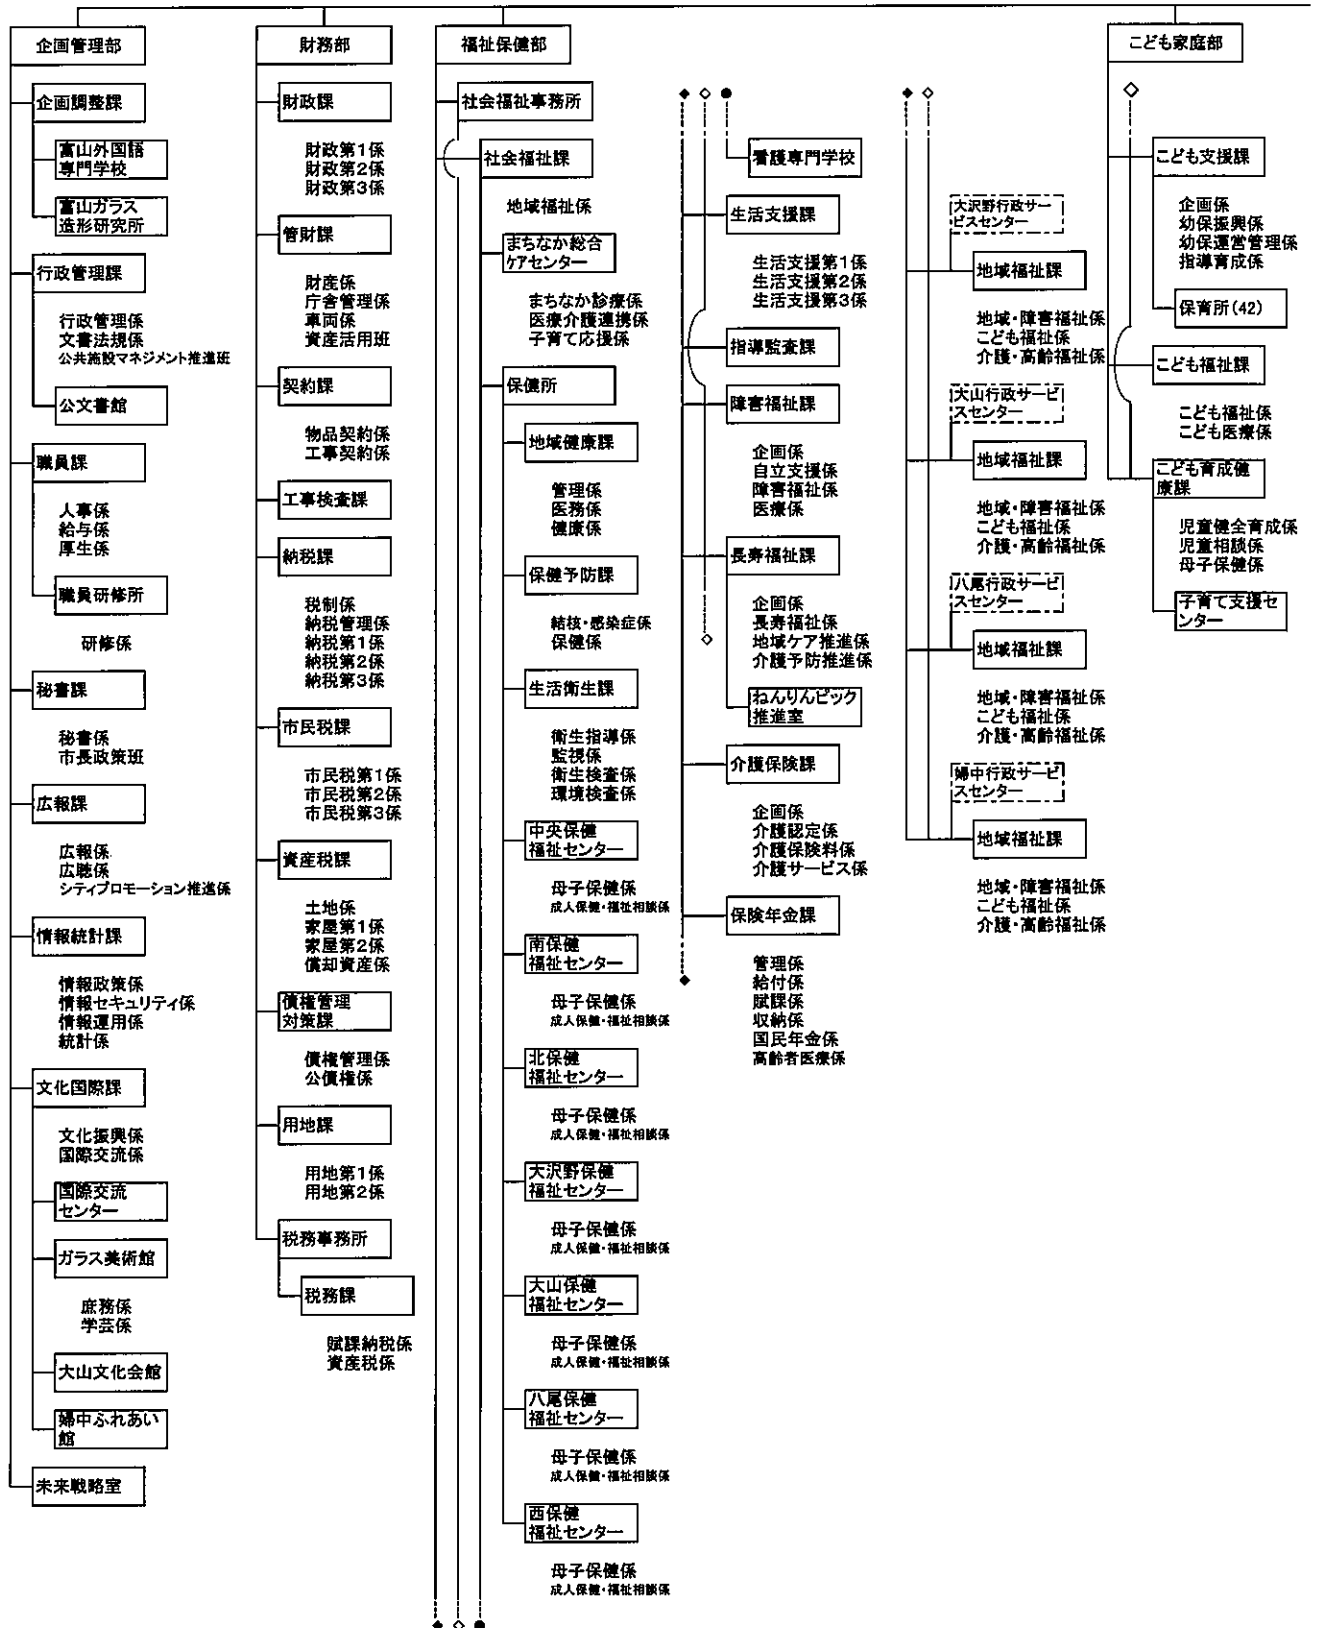 企画管理部
企画調整課
富山外国語
専門学校
富山ガラス
造形研究所
行政管理課
行政管理係
文書法規係
公共施設マネジメント推進班
公文書館
職員課
人事係
給与係
厚生係
職員研修所
研修係
秘書課
秘書係
市長政策班
広報課
広報係
広聴係
シティプロモーション推進係
情報統計課
情報政策係
情報セキュリティ係
情報運用係
統計係
文化国際課
文化振興係
国際交流係
国際交流
センター
ガラス美術館
庶務係
学芸係
大山文化会館
婦中ふれあい
館
未来戦略室
財務部
財政課
財政第1係
財政第2係
財政第3係
管財課
財産係
庁舎管理係
車両係
資産活用班
契約課
物品契約係
工事契約係
工事検査課
納税課
税制係
納税管理係
納税第1係
納税第2係
納税第3係
市民税課
市民税第1係
市民税第2係
市民税第3係
資産税課
土地係
家屋第1係
家屋第2係
償却資産係
債権管理
対策課
債権管理係
公債権係
用地課
用地第1係
用地第2係
税務事務所
税務課
賦課納税係
資産税係
福祉保健部
社会福祉事務所
社会福祉課
地域福祉係
まちなか総合
ケアセンター
まちなか診療係
医療介護連携係
子育て応援係
保健所
地域健康課
管理係
医務係
健康係
保健予防課
結核・感染症係
保健係
生活衛生課
衛生指導係
監視係
衛生検査係
環境検査係
中央保健
福祉センター
母子保健係
成人保健・福祉相談係
南保健
福祉センター
母子保健係
成人保健・福祉相談係
北保健
福祉センター
母子保健係
成人保健・福祉相談係
大沢野保健
福祉センター
母子保健係
成人保健・福祉相談係
大山保健
福祉センター
母子保健係
成人保健・福祉相談係
八尾保健
福祉センター
母子保健係
成人保健・福祉相談係
西保健
福祉センター
母子保健係
成人保健・福祉相談係
看護専門学校
生活支援課
生活支援第1係
生活支援第2係
生活支援第3係
指導監査課
障害福祉課
企画係
自立支援係
障害福祉係
医療係
長寿福祉課
企画係
長寿福祉係
地域ケア推進係
介護予防推進係
ねんりんピック
推進室
介護保険課
企画係
介護認定係
介護保険料係
介護サービス係
保険年金課
管理係
給付係
賦課係
収納係
国民年金係
高齢者医療係
大沢野行政サー
ビスセンター
地域福祉課
地域・障害福祉係
こども福祉係
介護・高齢福祉係
大山行政サービ
スセンター
地域福祉課
地域・障害福祉係
こども福祉係
介護・高齢福祉係
八尾行政サービ
スセンター
地域福祉課
地域・障害福祉係
こども福祉係
介護・高齢福祉係
婦中行政サービ
スセンター
地域福祉課
地域・障害福祉係
こども福祉係
介護・高齢福祉係
こども家庭部
こども支援課
企画係
幼保振興係
幼保運営管理係
指導育成係
保育所(42)
こども福祉課
こども福祉係
こども医療係
こども育成健
康課
児童健全育成係
児童相談係
母子保健係
子育て支援セ
ンター